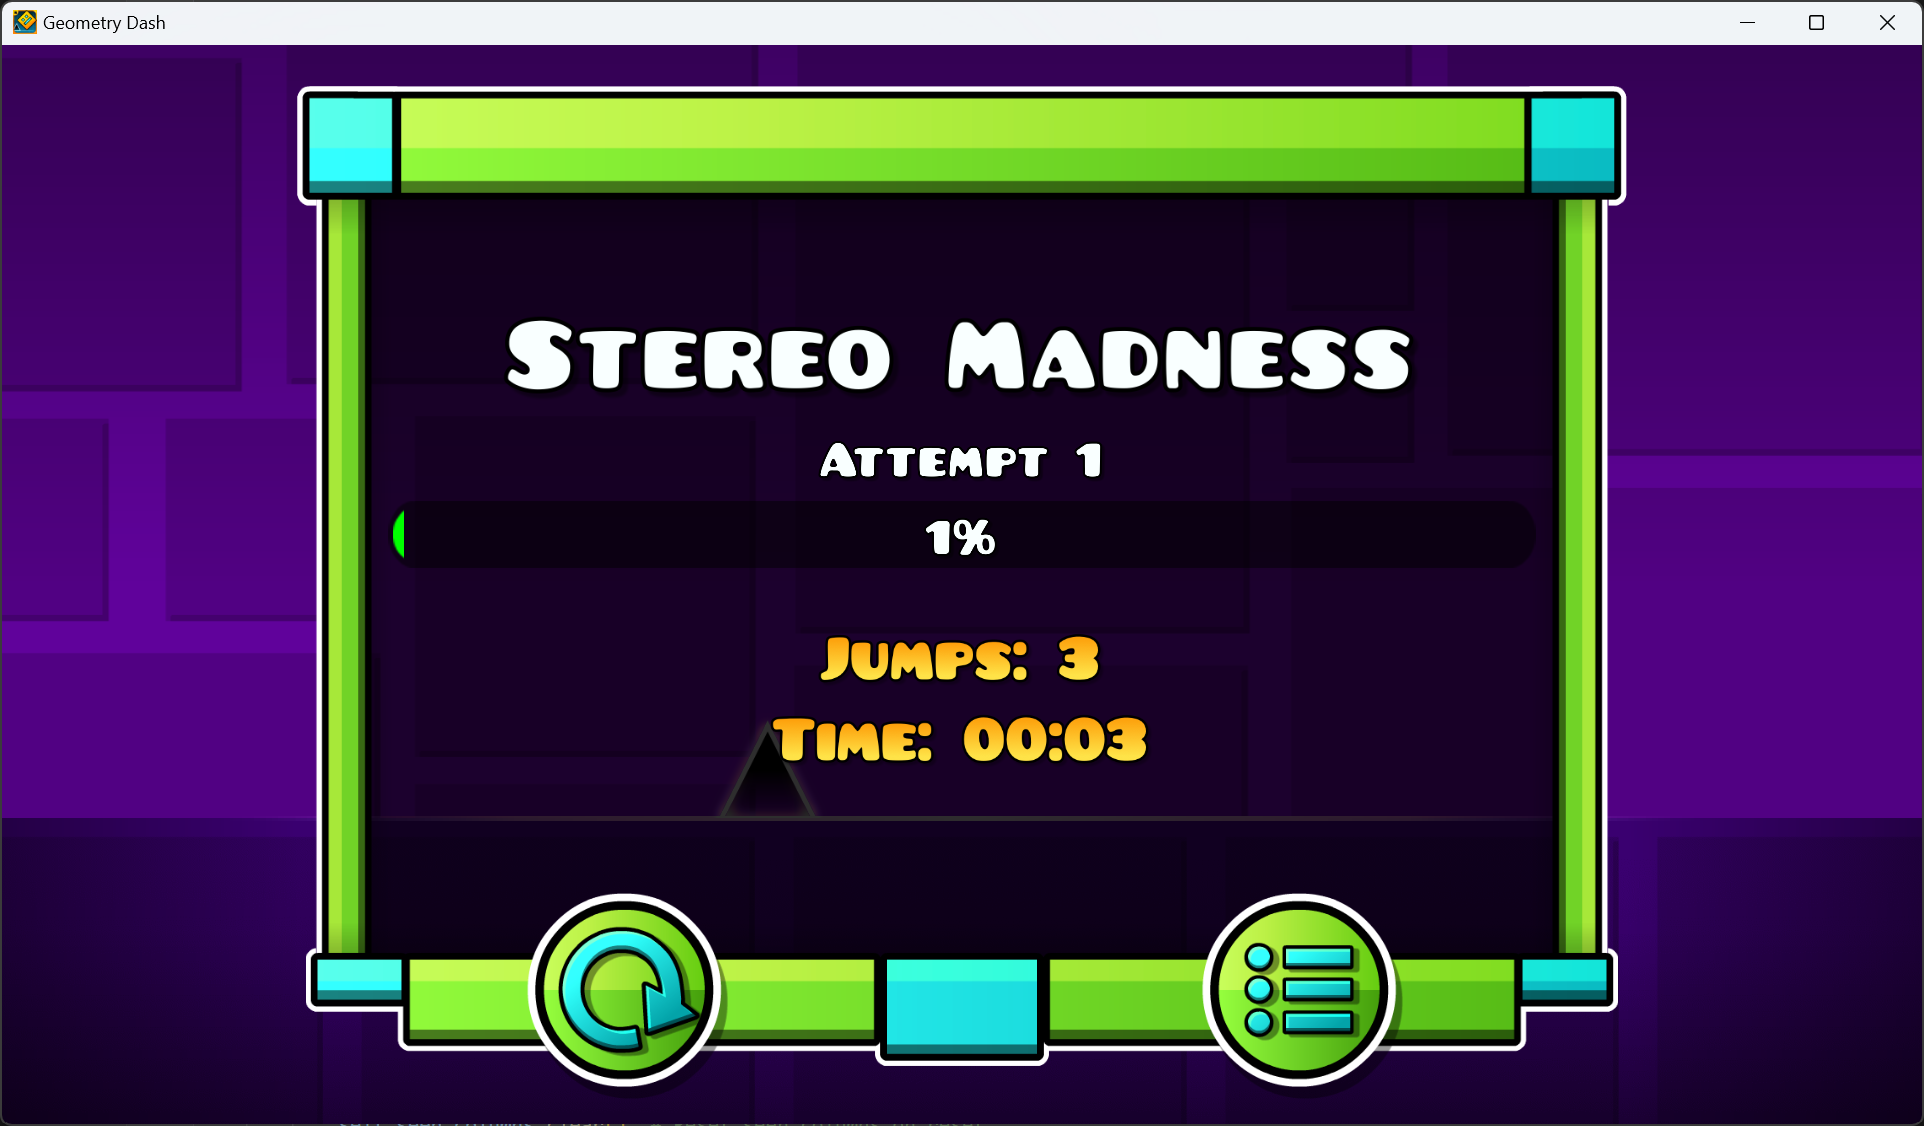 Geometry Dash
Stereo Madness
Attempt 1
1%
Jumps: 3
Time: 00:03